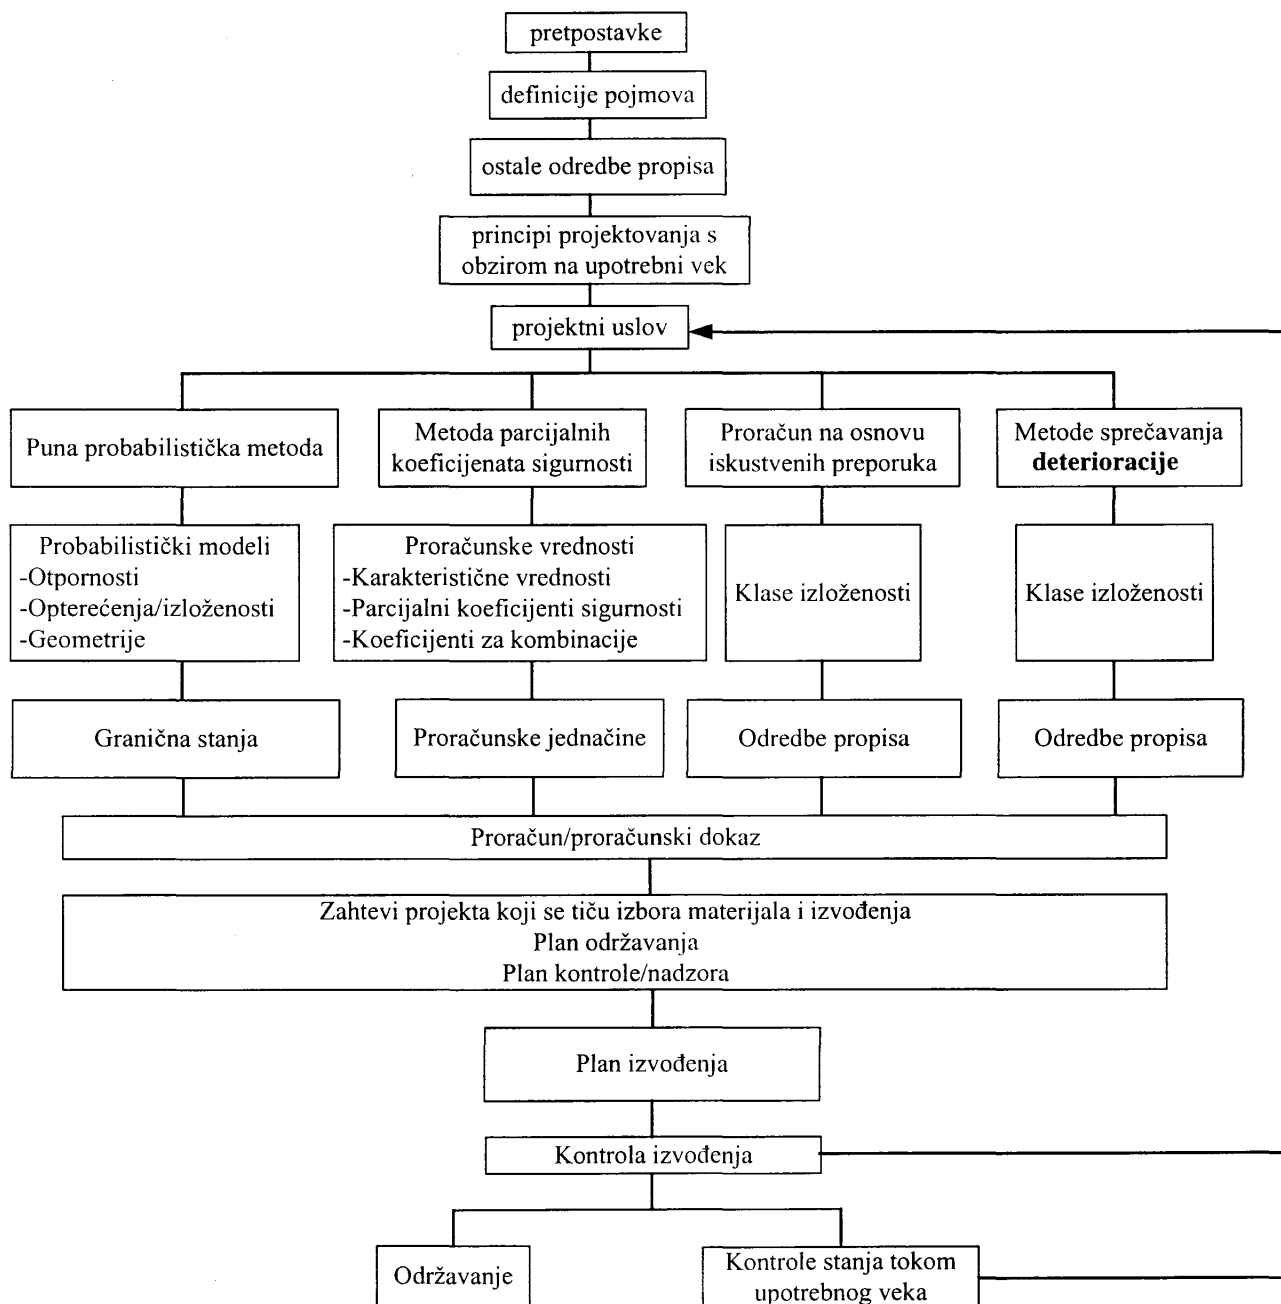 pretpostavke
definicije pojmova
ostale odredbe propisa
principi projektovanja s
obzirom na upotrebni vek
projektni uslov
Puna probabilistička metoda
Metoda parcijalnih
koeficijenata sigurnosti
Proračun na osnovu
iskustvenih preporuka
Metode sprečavanja
deterioracije
Probabilistički modeli
-Otpornosti
-Opterećenja/izloženosti
-Geometrije
Proračunske vrednosti
-Karakteristične vrednosti
-Parcijalni koeficijenti sigurnosti
-Koeficijenti za kombinacije
Klase izloženosti
Klase izloženosti
Granična stanja
Proračunske jednačine
Odredbe propisa
Odredbe propisa
Proračun/proračunski dokaz
Zahtevi projekta koji se tiču izbora materijala i izvođenja
Plan održavanja
Plan kontrole/nadzora
Plan izvođenja
Kontrola izvođenja
Održavanje
Kontrole stanja tokom
upotrebnog veka